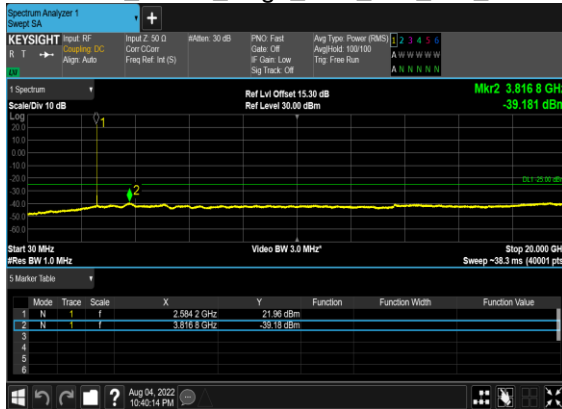 Spectrum Analyzer 1
Swept SA
+
KEYSIGHT
R T
Input: RF
Coupling: DC
Align: Auto
Input Z: 50 Ω
Corr CCorr
Freq Ref: Int (S)
#Atten: 30 dB
PNO: Fast
Gate: Off
IF Gain: Low
Sig Track: Off
Avg Type: Power (RMS)
Avg|Hold: 100/100
Trig: Free Run
1 2 3 4 5 6
A W W W W W
A N N N N N
1 Spectrum
Scale/Div 10 dB
Ref Lvl Offset 15.30 dB
Ref Level 30.00 dBm
Mkr2 3.816 8 GHz
-39.181 dBm
Log
20.0
10.0
0.00
-10.0
-20.0
-30.0
-40.0
-50.0
-60.0
1
2
DL1 -25.00 dBm
Start 30 MHz
#Res BW 1.0 MHz
Video BW 3.0 MHz*
Stop 20.000 GHz
Sweep ~38.3 ms (40001 pts)
5 Marker Table
Mode Trace Scale X Y Function Function Width Function Value
1 N 1 f 2.584 2 GHz 21.96 dBm
2 N 1 f 3.816 8 GHz -39.18 dBm
3
4
5
6
?
Aug 04, 2022
10:40:14 PM